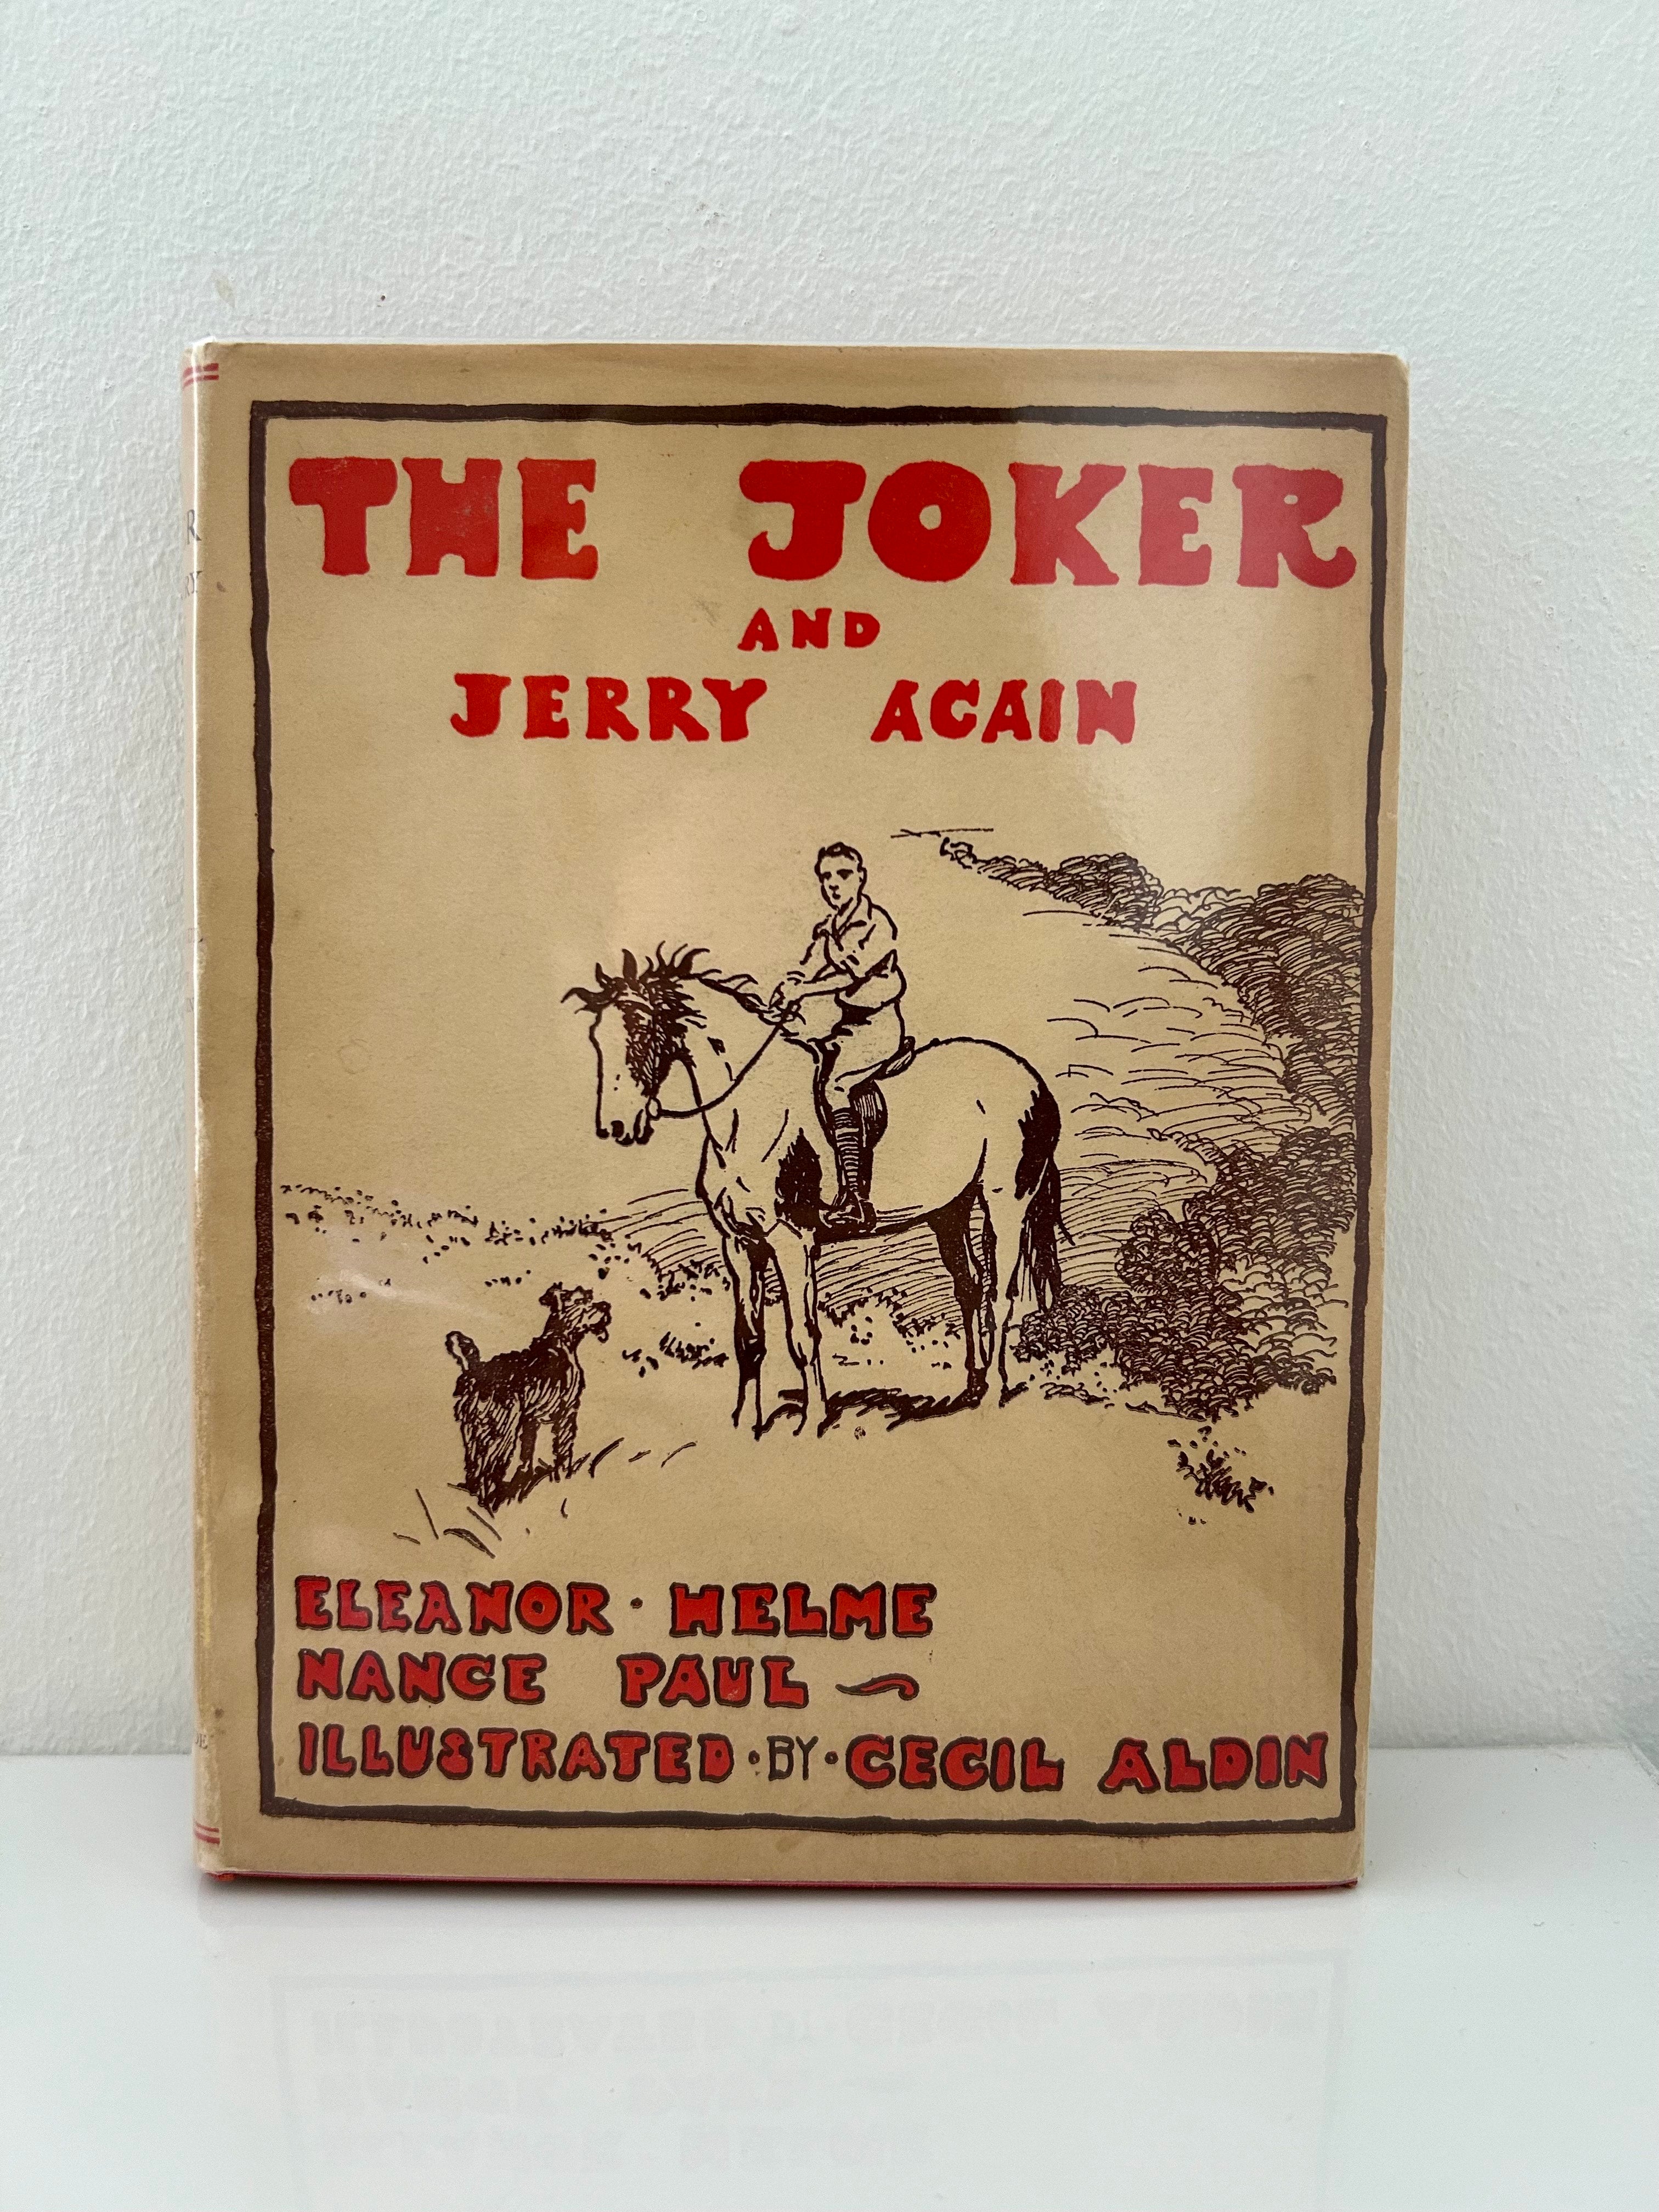 THE JOKER
AND
JERRY AGAIN
ELEANOR · HELME
NANCE PAUL
ILLUSTRATED · BY · CECIL ALDIN